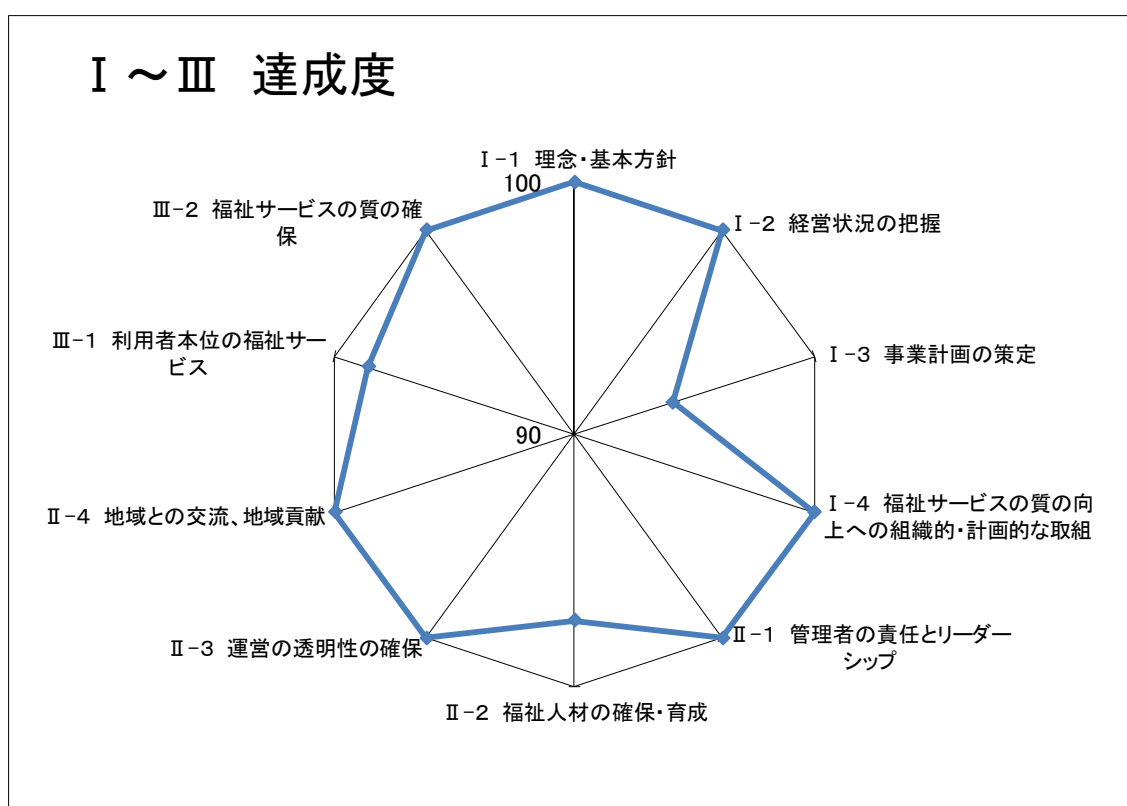 Ⅰ～Ⅲ 達成度
Ⅰ-1 理念・基本方針
100
Ⅰ-2 経営状況の把握
Ⅰ-3 事業計画の策定
90
Ⅰ-4 福祉サービスの質の向
上への組織的・計画的な取組
Ⅱ-1 管理者の責任とリーダー
シップ
Ⅱ-2 福祉人材の確保・育成
Ⅱ-3 運営の透明性の確保
Ⅱ-4 地域との交流、地域貢献
Ⅲ-1 利用者本位の福祉サー
ビス
Ⅲ-2 福祉サービスの質の確
保